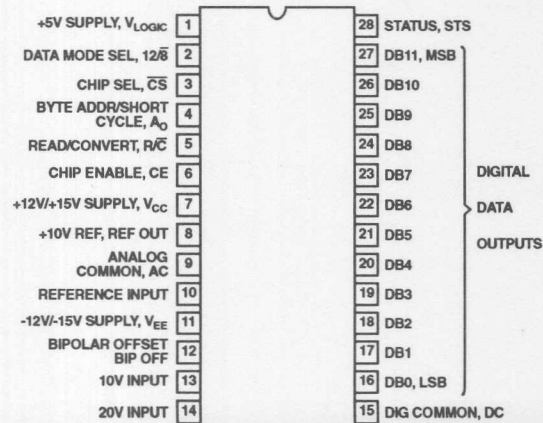 +5V SUPPLY, VLOGIC 1
DATA MODE SEL, 12/8̅ 2
CHIP SEL, C̅S̅ 3
BYTE ADDR/SHORT
CYCLE, AO 4
READ/CONVERT, R/C̅ 5
CHIP ENABLE, CE 6
+12V/+15V SUPPLY, VCC 7
+10V REF, REF OUT 8
ANALOG
COMMON, AC 9
REFERENCE INPUT 10
-12V/-15V SUPPLY, VEE 11
BIPOLAR OFFSET
BIP OFF 12
10V INPUT 13
20V INPUT 14
28 STATUS, STS
27 DB11, MSB
26 DB10
25 DB9
24 DB8
23 DB7
22 DB6
21 DB5
20 DB4
19 DB3
18 DB2
17 DB1
16 DB0, LSB
15 DIG COMMON, DC
DIGITAL
DATA
OUTPUTS